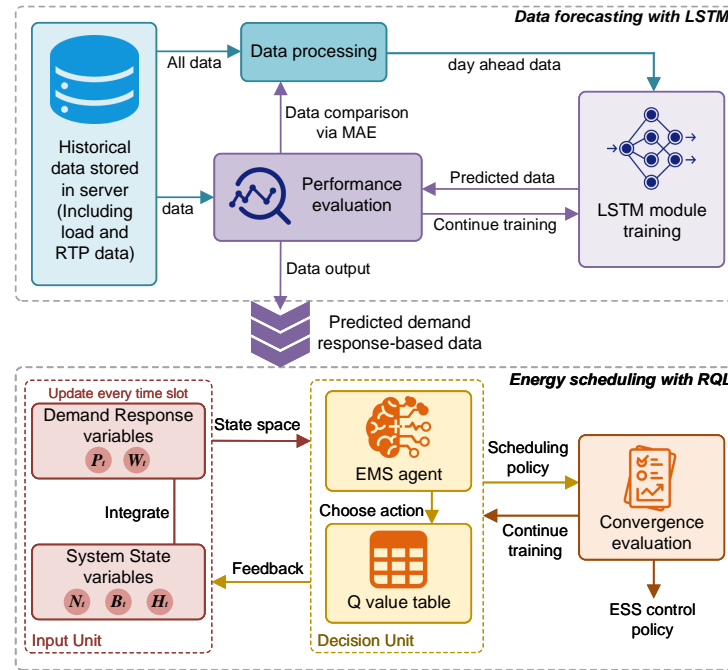 Data forecasting with LSTM
All data
Data processing
day ahead data
Historical
data stored
in server
(Including
load and
RTP data)
Data comparison
via MAE
data
Performance
evaluation
Predicted data
Continue training
LSTM module
training
Data output
Predicted demand
response-based data
Energy scheduling with RQL
Update every time slot
Demand Response
variables
Pt Wt
State space
EMS agent
Scheduling
policy
Integrate
Choose action
Continue
training
Convergence
evaluation
System State
variables
Nt Bt Ht
Feedback
Q value table
ESS control
policy
Input Unit
Decision Unit